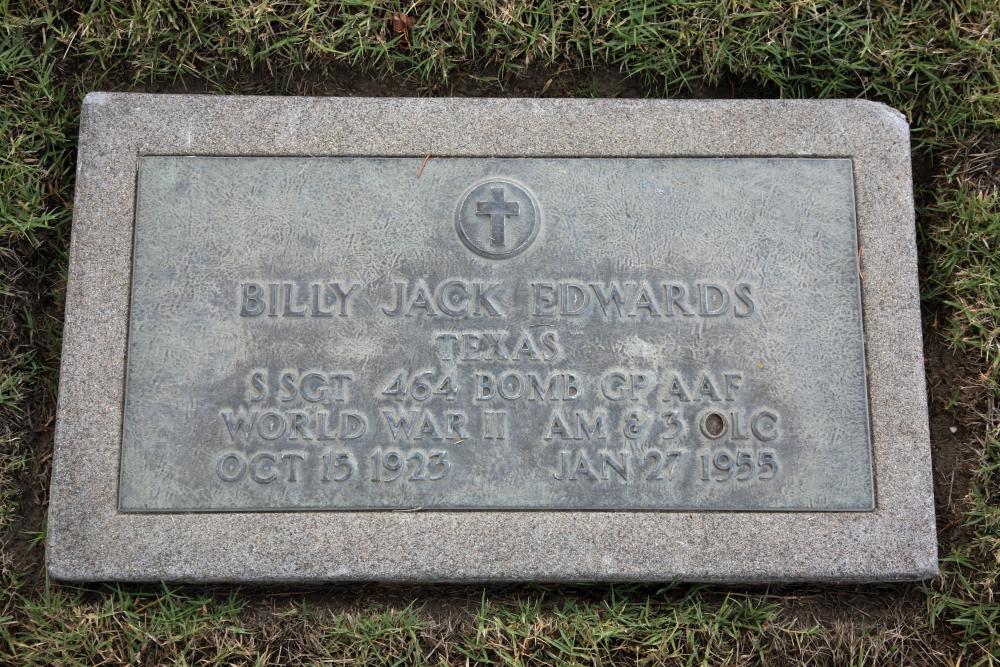 BILLY JACK EDWARDS
TEXAS
S SGT 464 BOMB GP AAF
WORLD WAR II AM & 3 OLC
OCT 15 1923 JAN 27 1955